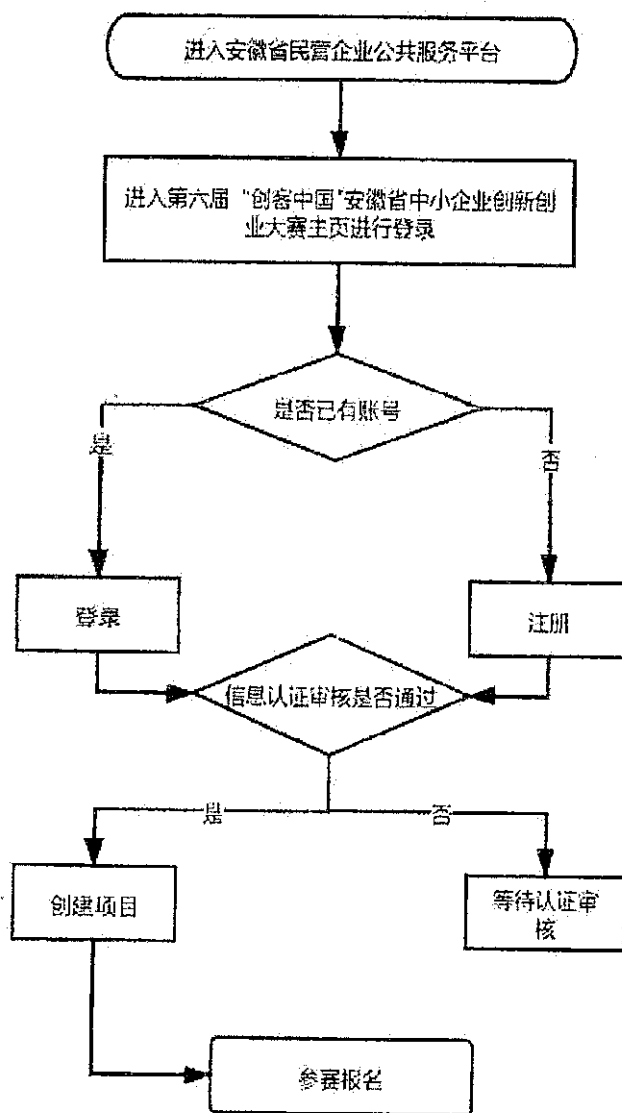 进入安徽省民营企业公共服务平台
进入第六届“创客中国”安徽省中小企业创新创
业大赛主页进行登录
是否已有账号
是
否
登录
注册
信息认证审核是否通过
是
否
创建项目
等待认证审
核
参赛报名